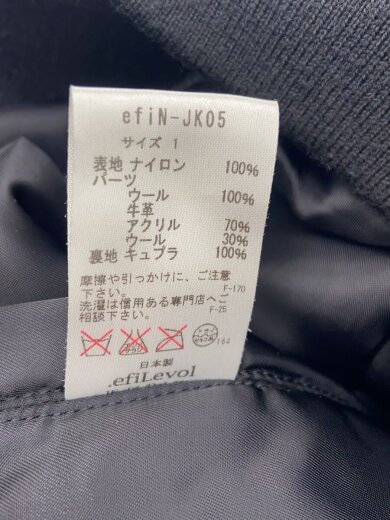 efiN-JK05
サイズ 1
表地 ナイロン 100%
パーツ
ウール 100%
牛革
アクリル 70%
ウール 30%
裏地 キュプラ 100%
摩擦や引っかけに、ご注意
下さい。 F-170
洗濯は信用ある専門店へご
相談下さい。 F-25
164
日本製
.efiLevol